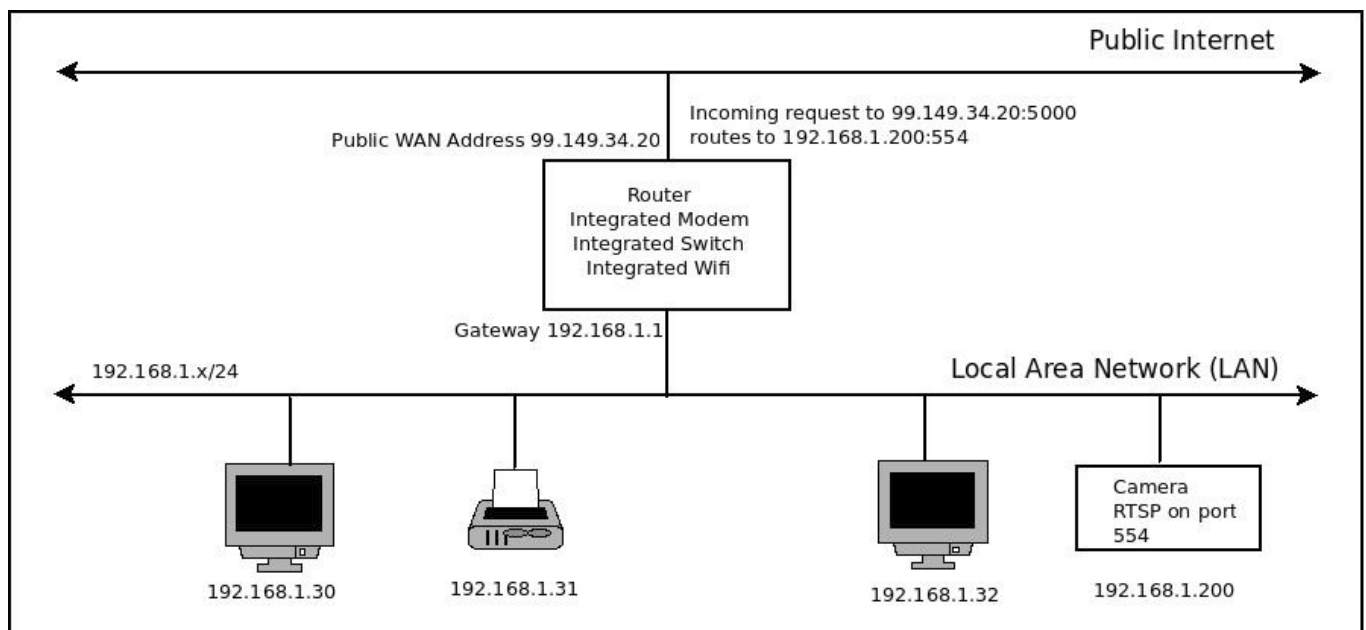 Public Internet
Incoming request to 99.149.34.20:5000
routes to 192.168.1.200:554
Public WAN Address 99.149.34.20
Router
Integrated Modem
Integrated Switch
Integrated Wifi
Gateway 192.168.1.1
192.168.1.x/24
Local Area Network (LAN)
Camera
RTSP on port
554
192.168.1.30
192.168.1.31
192.168.1.32
192.168.1.200